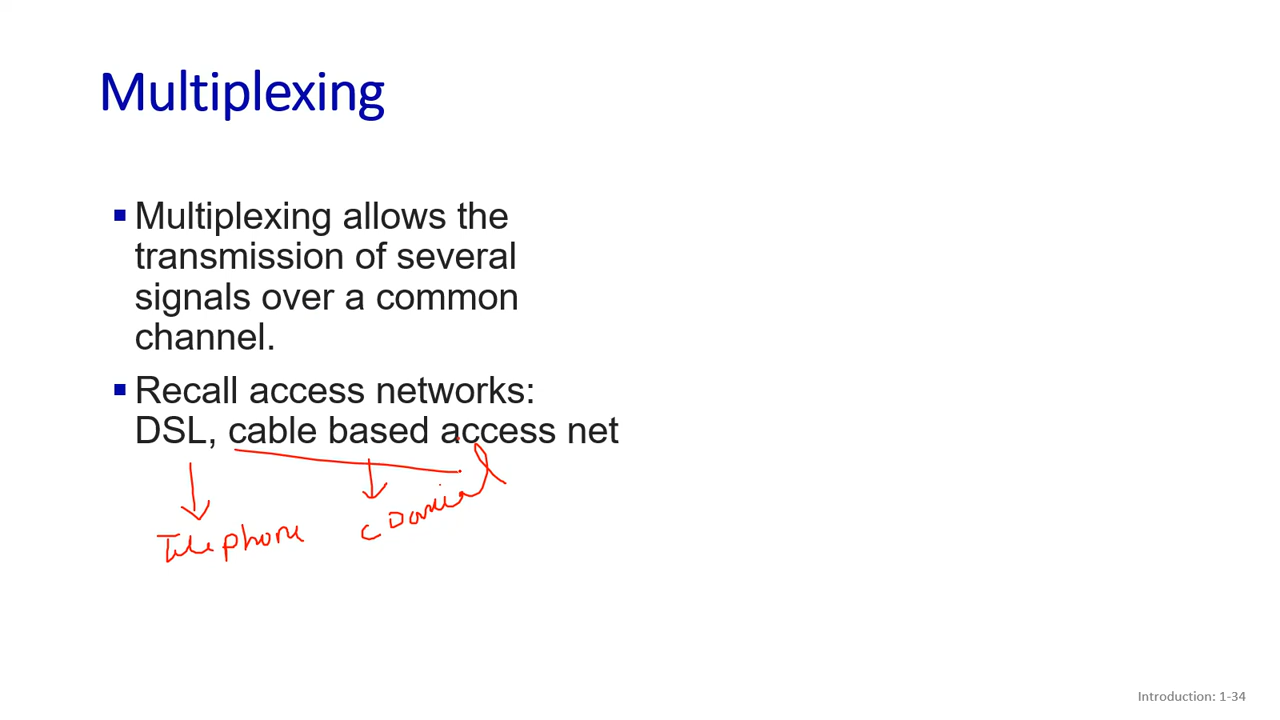 Multiplexing
Multiplexing allows the
transmission of several
signals over a common
channel.
Recall access networks:
DSL, cable based access net
Telephone coaxial
Introduction: 1-34